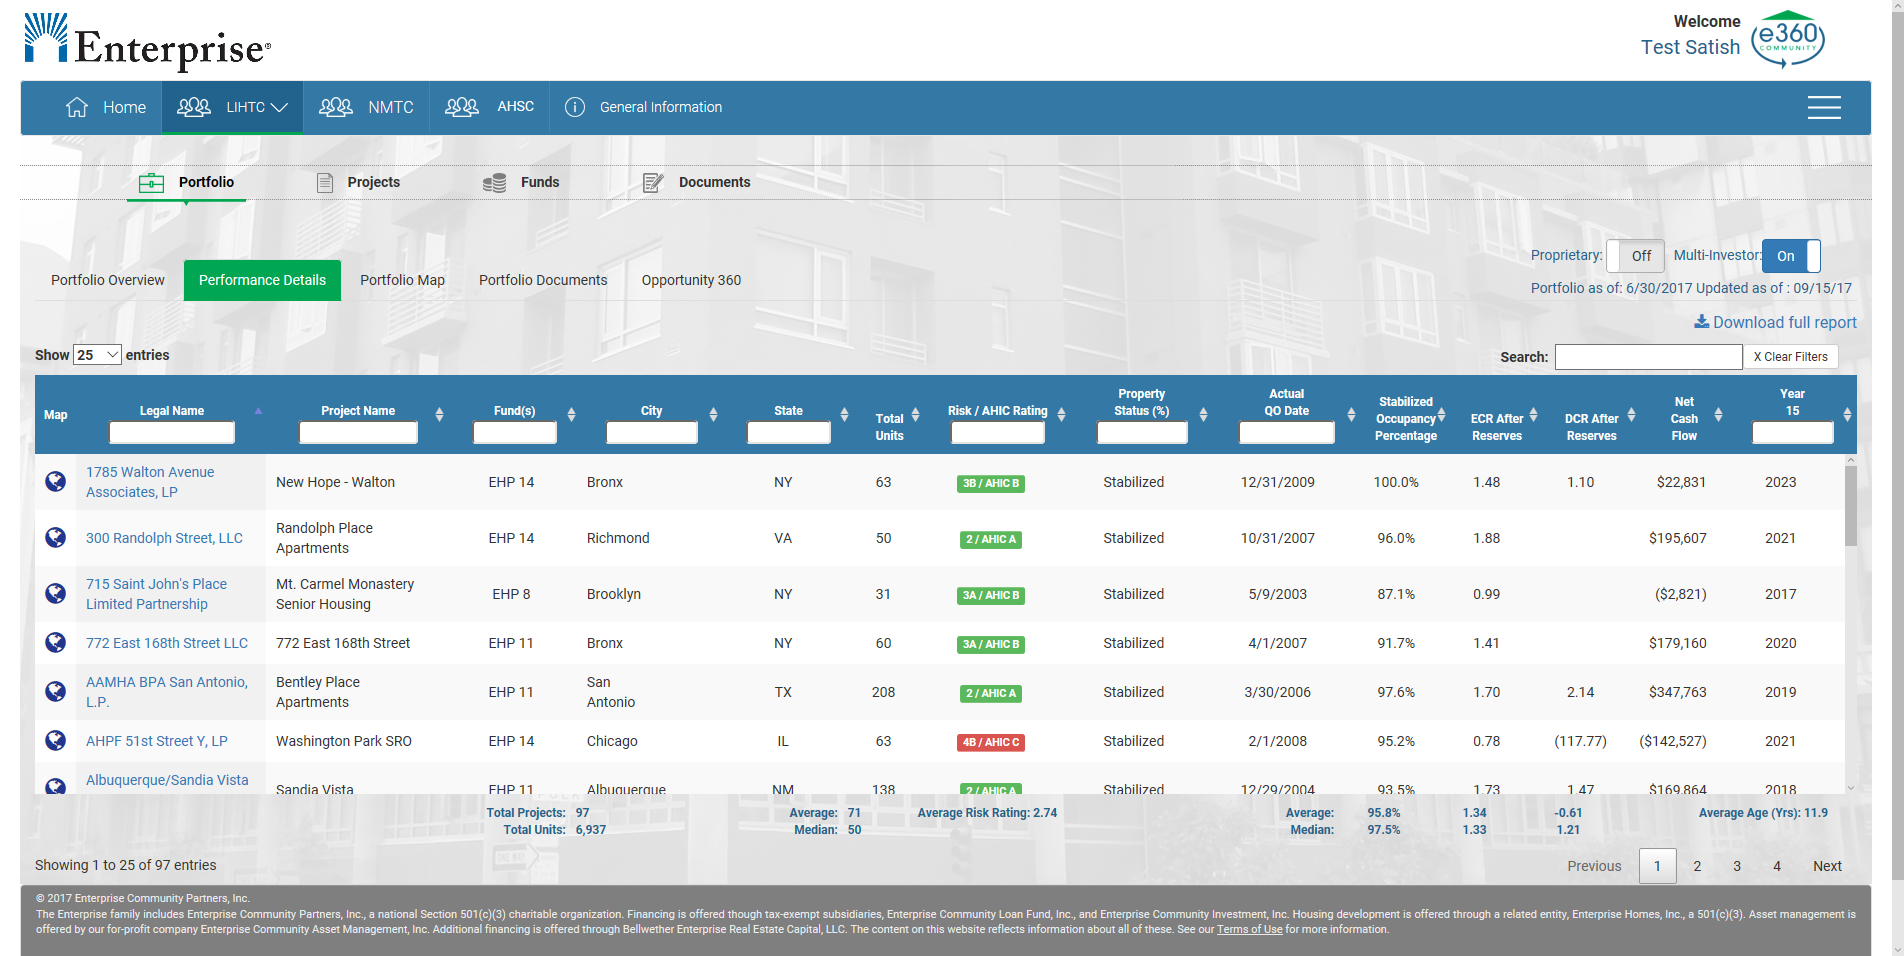 Enterprise®
Welcome
Test Satish
e360
COMMUNITY
Home
LIHTC
NMTC
AHSC
General Information
Portfolio
Projects
Funds
Documents
Portfolio Overview
Performance Details
Portfolio Map
Portfolio Documents
Opportunity 360
Proprietary: Off Multi-Investor: On
Portfolio as of: 6/30/2017 Updated as of : 09/15/17
Download full report
Show 25 entries
Search: X Clear Filters
Map
Legal Name
Project Name
Fund(s)
City
State
Total
Units
Risk / AHIC Rating
Property
Status (%)
Actual
QO Date
Stabilized
Occupancy
Percentage
ECR After
Reserves
DCR After
Reserves
Net
Cash
Flow
Year
15
1785 Walton Avenue
Associates, LP
New Hope - Walton EHP 14 Bronx NY 63 3B / AHIC B Stabilized 12/31/2009 100.0% 1.48 1.10 $22,831 2023
300 Randolph Street, LLC
Randolph Place
Apartments
EHP 14 Richmond VA 50 2 / AHIC A Stabilized 10/31/2007 96.0% 1.88 $195,607 2021
715 Saint John's Place
Limited Partnership
Mt. Carmel Monastery
Senior Housing
EHP 8 Brooklyn NY 31 3A / AHIC B Stabilized 5/9/2003 87.1% 0.99 ($2,821) 2017
772 East 168th Street LLC 772 East 168th Street EHP 11 Bronx NY 60 3A / AHIC B Stabilized 4/1/2007 91.7% 1.41 $179,160 2020
AAMHA BPA San Antonio,
L.P.
Bentley Place
Apartments
EHP 11
San
Antonio
TX 208 2 / AHIC A Stabilized 3/30/2006 97.6% 1.70 2.14 $347,763 2019
AHPF 51st Street Y, LP Washington Park SRO EHP 14 Chicago IL 63 4B / AHIC C Stabilized 2/1/2008 95.2% 0.78 (117.77) ($142,527) 2021
Albuquerque/Sandia Vista
Sandia Vista EHP 11 Albuquerque NM 138 2 / AHIC A Stabilized 12/29/2004 93.5% 1.73 1.47 $169,864 2018
Total Projects: 97 Average: 71 Average Risk Rating: 2.74 Average: 95.8% 1.34 -0.61 Average Age (Yrs): 11.9
Total Units: 6,937 Median: 50 Median: 97.5% 1.33 1.21
Showing 1 to 25 of 97 entries
Previous 1 2 3 4 Next
© 2017 Enterprise Community Partners, Inc.
The Enterprise family includes Enterprise Community Partners, Inc., a national Section 501(c)(3) charitable organization. Financing is offered though tax-exempt subsidiaries, Enterprise Community Loan Fund, Inc., and Enterprise Community Investment, Inc. Housing development is offered through a related entity, Enterprise Homes, Inc., a 501(c)(3). Asset management is
offered by our for-profit company Enterprise Community Asset Management, Inc. Additional financing is offered through Bellwether Enterprise Real Estate Capital, LLC. The content on this website reflects information about all of these. See our Terms of Use for more information.